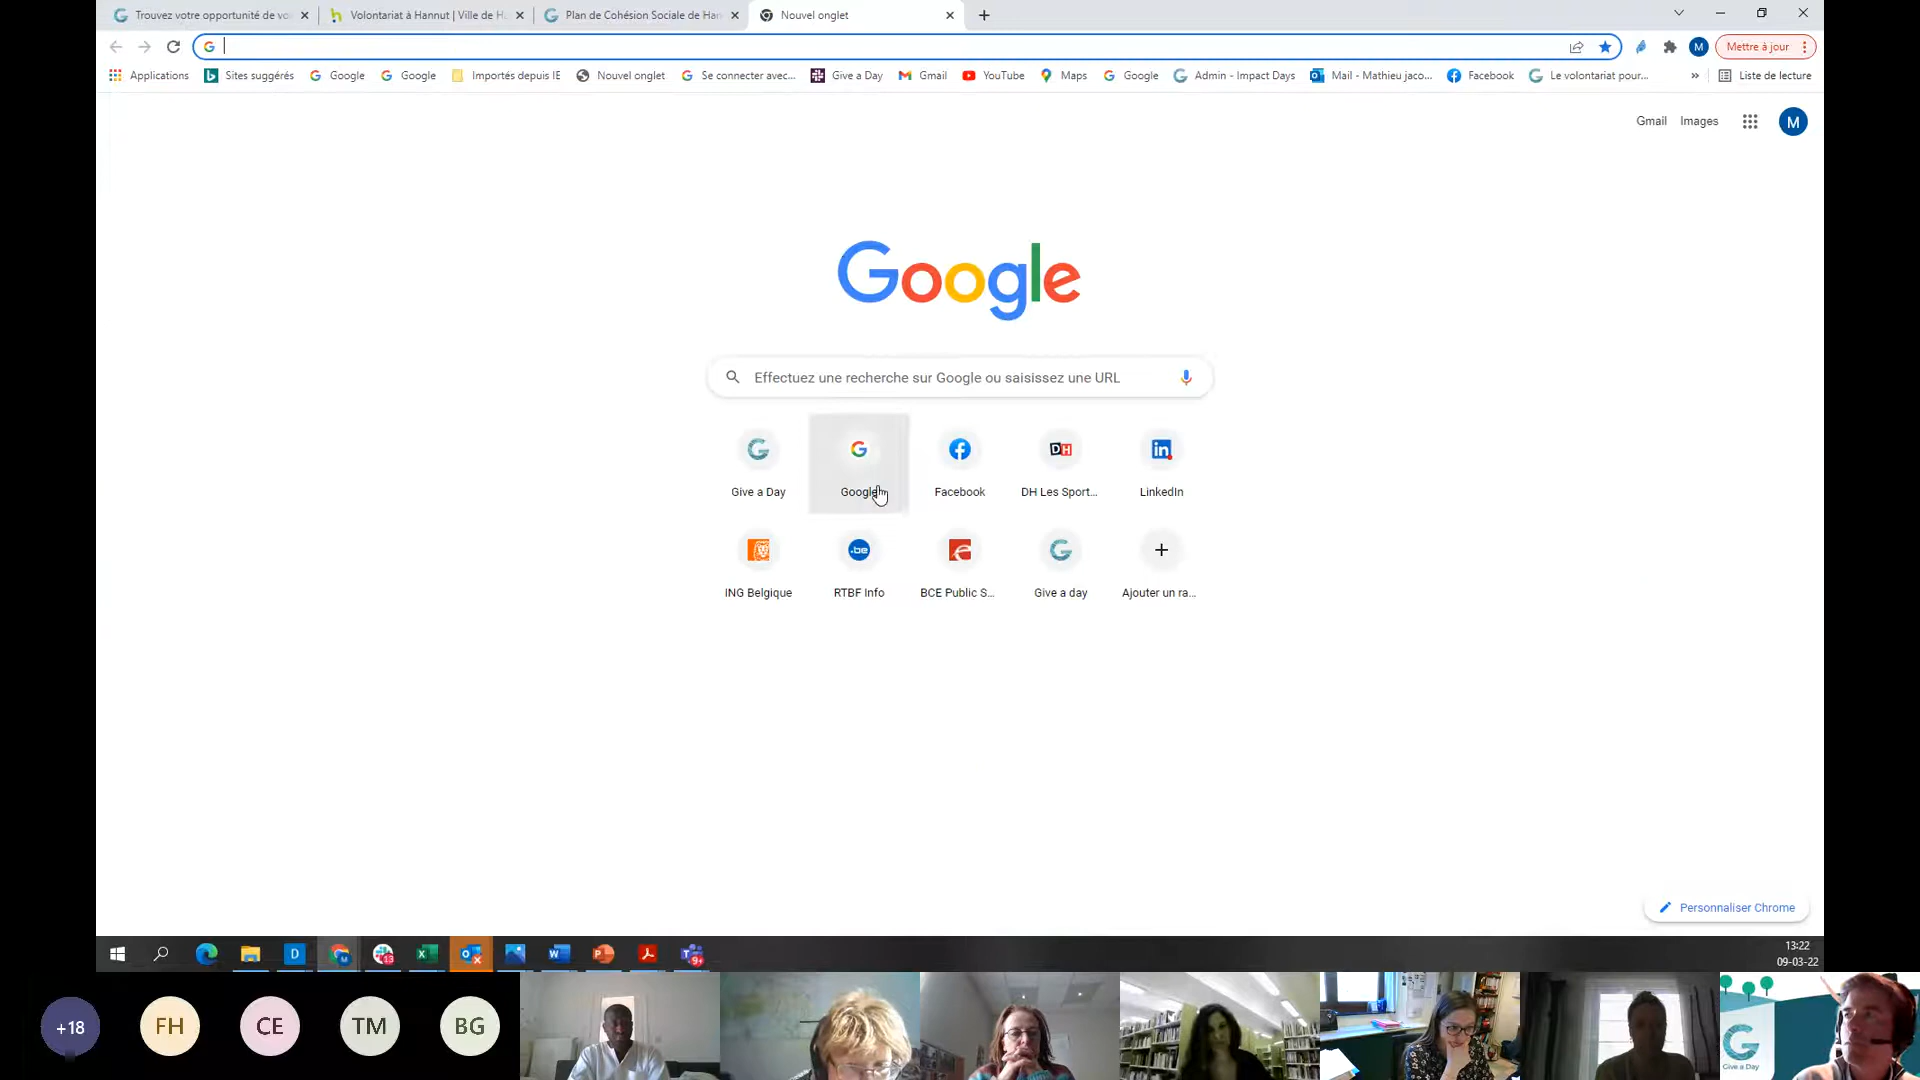 Trouvez votre opportunité de vo
Volontariat à Hannut | Ville de H
Plan de Cohésion Sociale de Han
Nouvel onglet
Mettre à jour
Applications
Sites suggérés
Google
Google
Importés depuis IE
Nouvel onglet
Se connecter avec...
Give a Day
Gmail
YouTube
Maps
Google
Admin - Impact Days
Mail - Mathieu jaco...
Facebook
Le volontariat pour...
»
Liste de lecture
Gmail
Images
M
Google
Effectuez une recherche sur Google ou saisissez une URL
Give a Day
Google
Facebook
DH Les Sport...
LinkedIn
ING Belgique
RTBF Info
BCE Public S...
Give a day
Ajouter un ra...
Personnaliser Chrome
13:22
09-03-22
+18
FH
CE
TM
BG
Give a Day